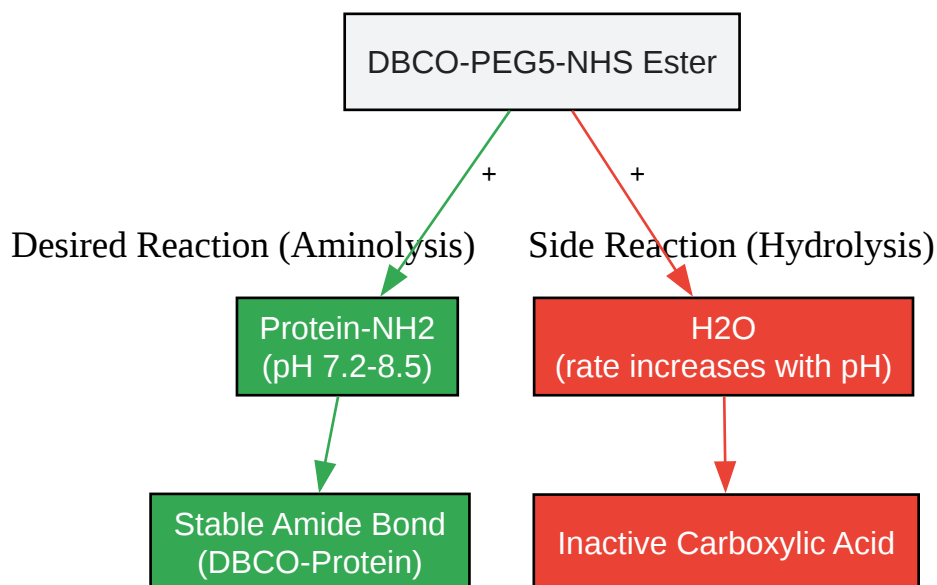 DBCO-PEG5-NHS Ester
+
+
Desired Reaction (Aminolysis)
Side Reaction (Hydrolysis)
Protein-NH2
(pH 7.2-8.5)
H2O
(rate increases with pH)
Stable Amide Bond
(DBCO-Protein)
Inactive Carboxylic Acid